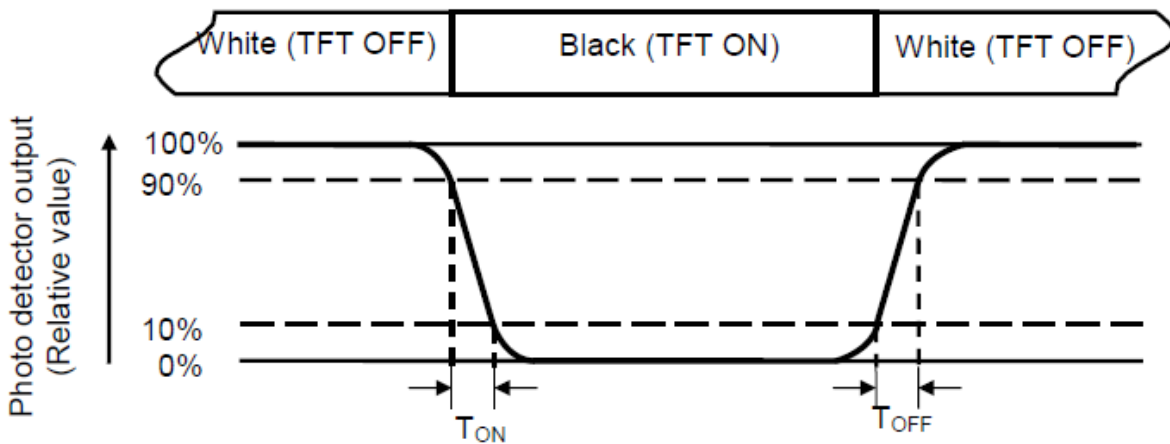 White (TFT OFF)
Black (TFT ON)
White (TFT OFF)
Photo detector output
(Relative value)
100%
90%
10%
0%
TON
TOFF